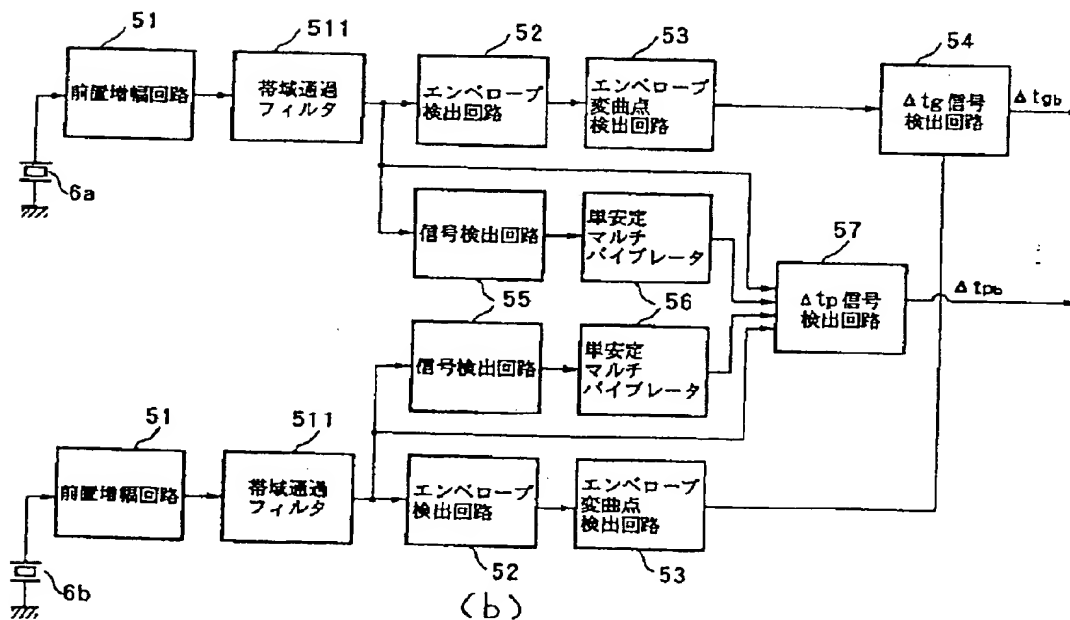 51
511
52
53
54
前置増幅回路
帯域通過
フィルタ
エンベロープ
検出回路
エンベロープ
変曲点
検出回路
Δtg信号
検出回路
Δtgb
6a
信号検出回路
単安定
マルチ
バイブレータ
57
55
56
Δtp信号
検出回路
Δtpb
信号検出回路
単安定
マルチ
バイブレータ
51
511
前置増幅回路
帯域通過
フィルタ
エンベロープ
検出回路
エンベロープ
変曲点
検出回路
6b
52
53
(b)